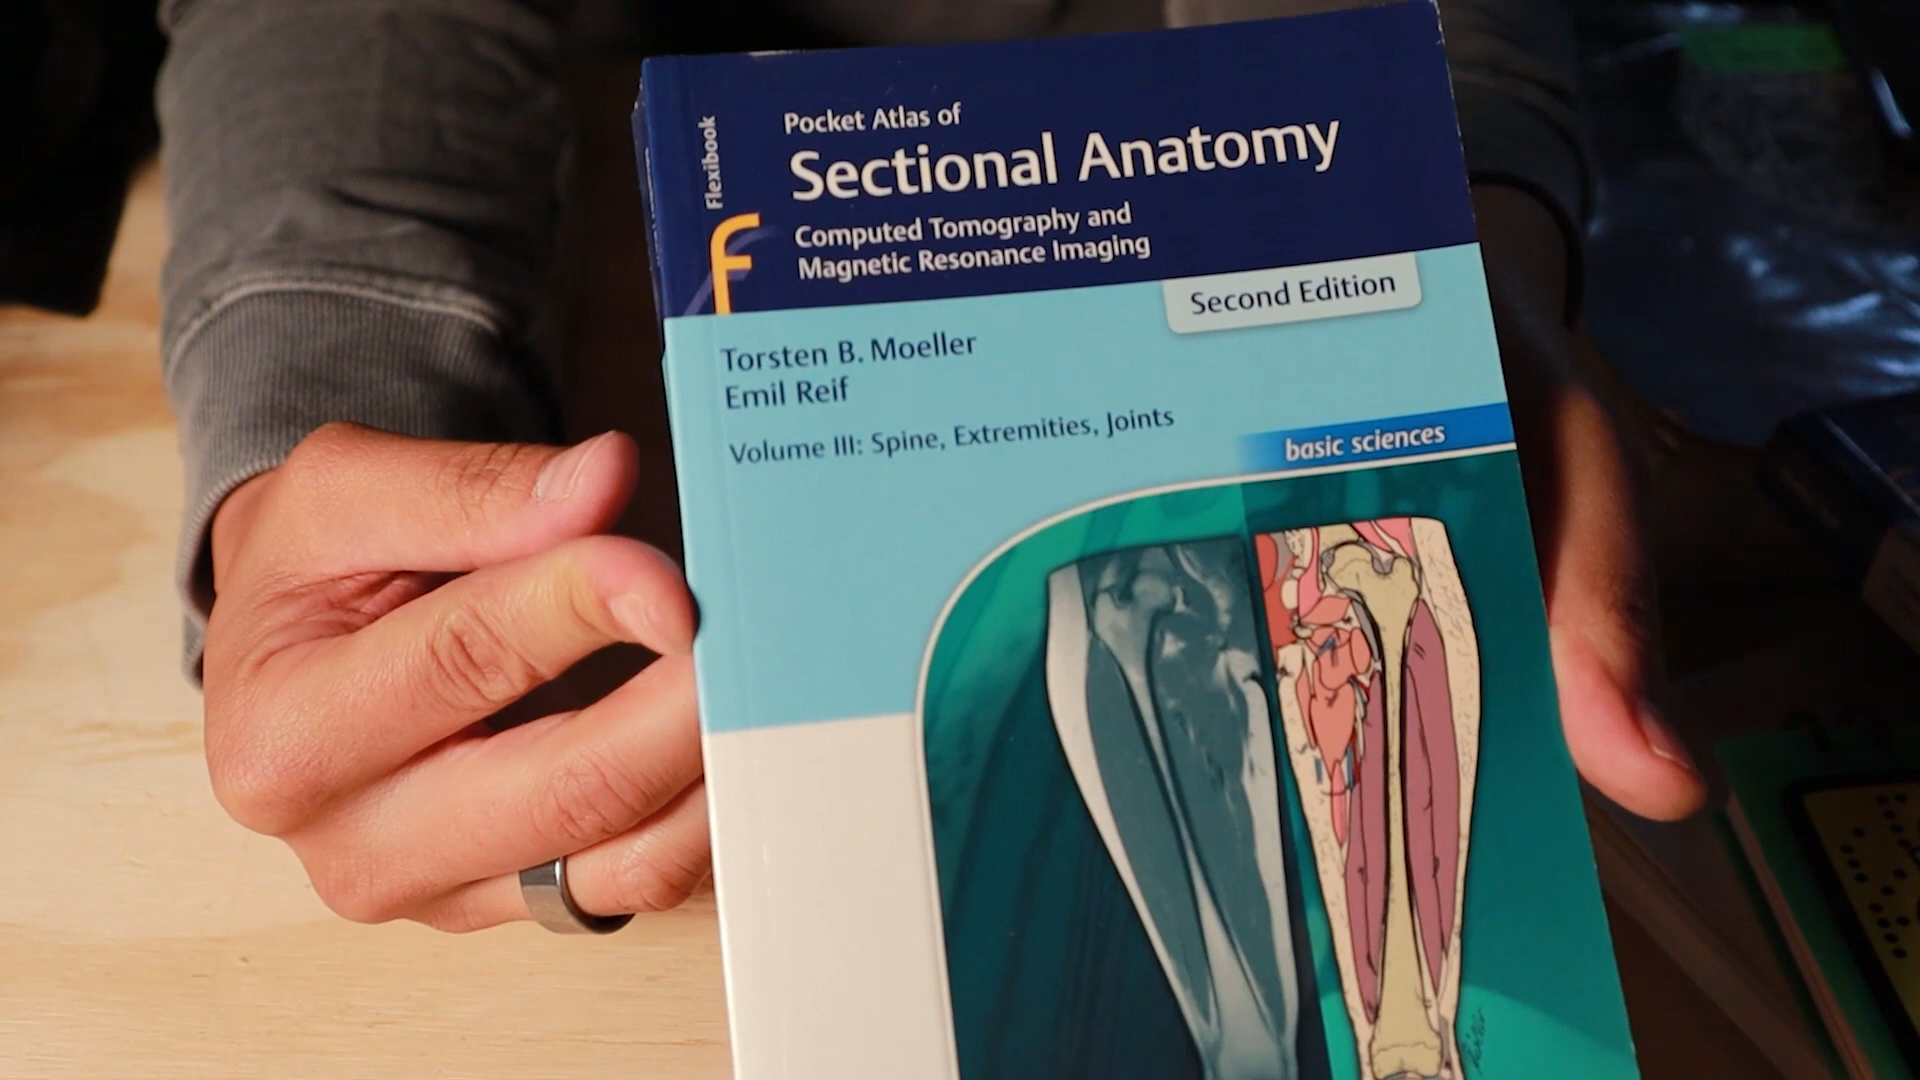 Flexibook
f
Pocket Atlas of
Sectional Anatomy
Computed Tomography and
Magnetic Resonance Imaging
Second Edition
Torsten B. Moeller
Emil Reif
Volume III: Spine, Extremities, Joints
basic sciences